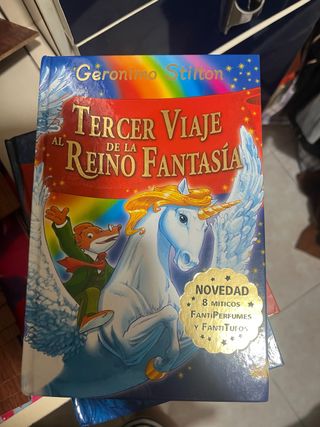 Geronimo Stilton
TERCER VIAJE
AL DE LA
REINO FANTASÍA
NOVEDAD
8 MÍTICOS
FANTIPERFUMES
Y FANTITUFOS